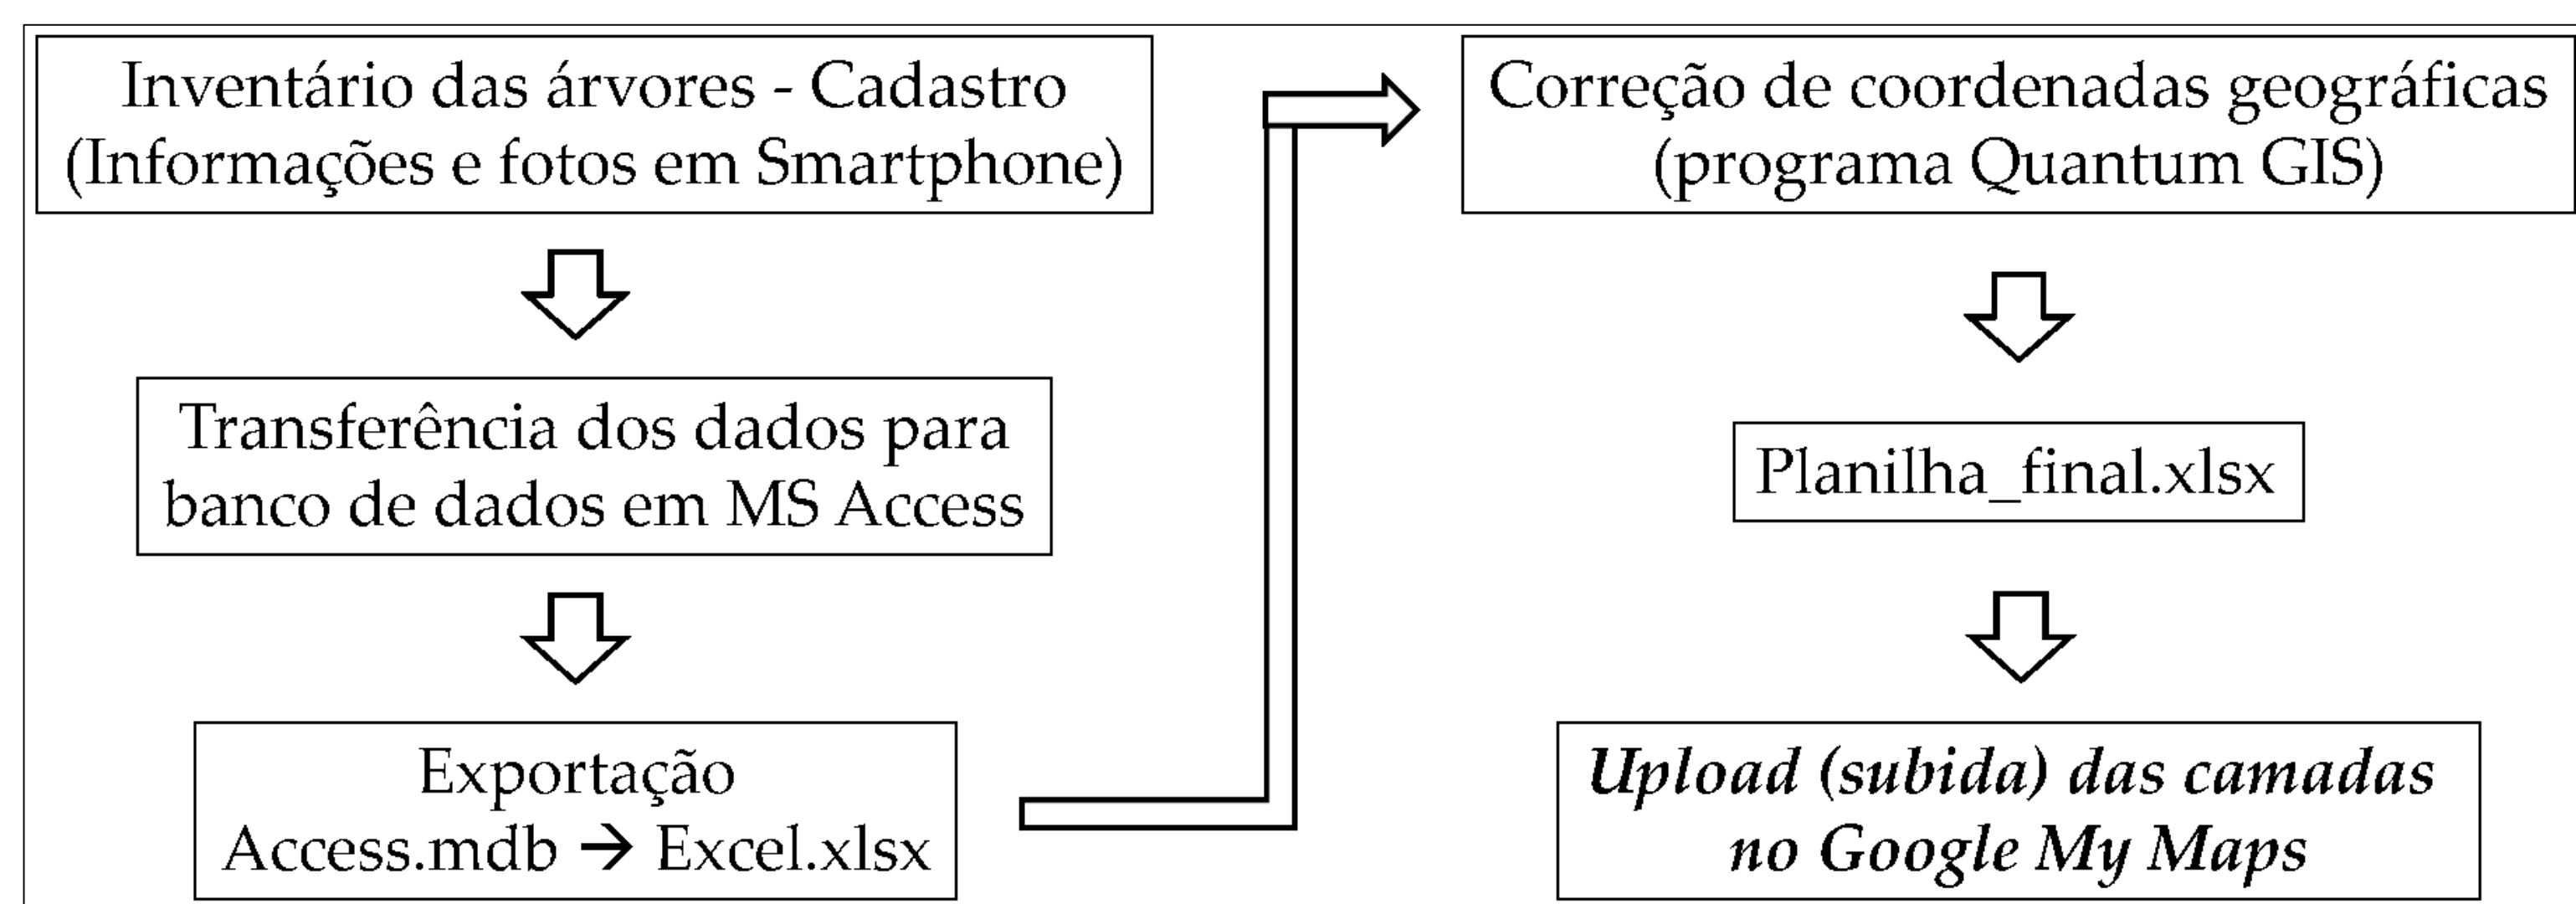 Inventário das árvores - Cadastro
(Informações e fotos em Smartphone)
Transferência dos dados para
banco de dados em MS Access
Exportação
Access.mdb → Excel.xlsx
Correção de coordenadas geográficas
(programa Quantum GIS)
Planilha_final.xlsx
Upload (subida) das camadas
no Google My Maps